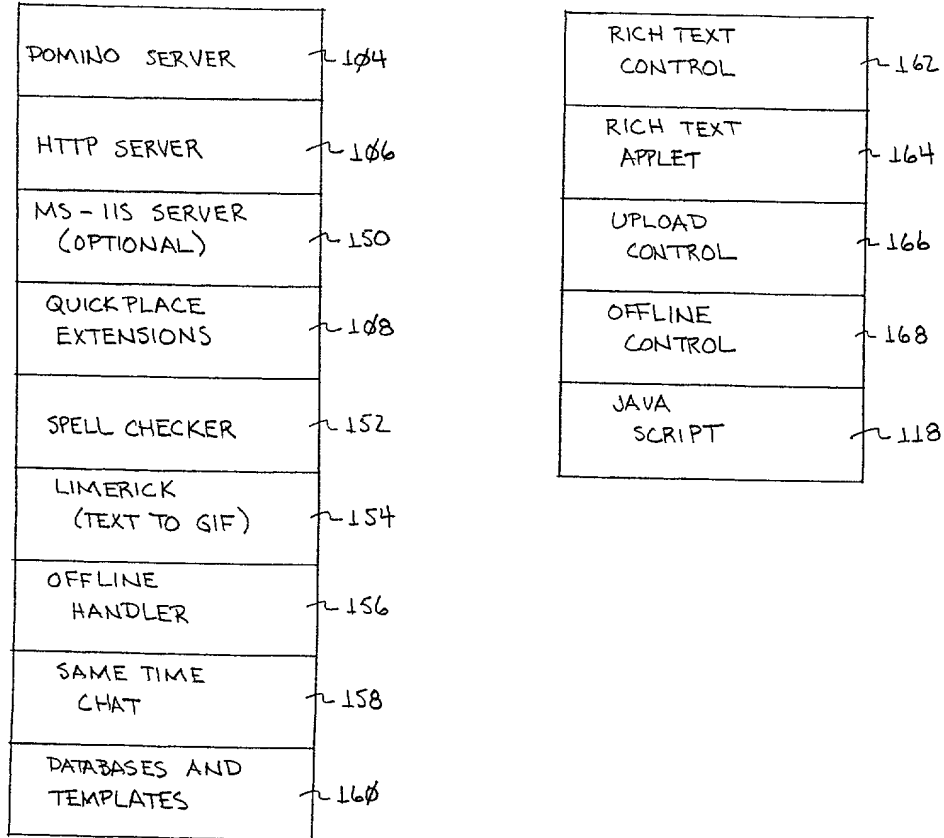 DOMINO SERVER 104
HTTP SERVER 106
MS-IIS SERVER
(OPTIONAL) 150
QUICKPLACE
EXTENSIONS 108
SPELL CHECKER 152
LIMERICK
(TEXT TO GIF) 154
OFFLINE
HANDLER 156
SAME TIME
CHAT 158
DATABASES AND
TEMPLATES 160
RICH TEXT
CONTROL 162
RICH TEXT
APPLET 164
UPLOAD
CONTROL 166
OFFLINE
CONTROL 168
JAVA
SCRIPT 118